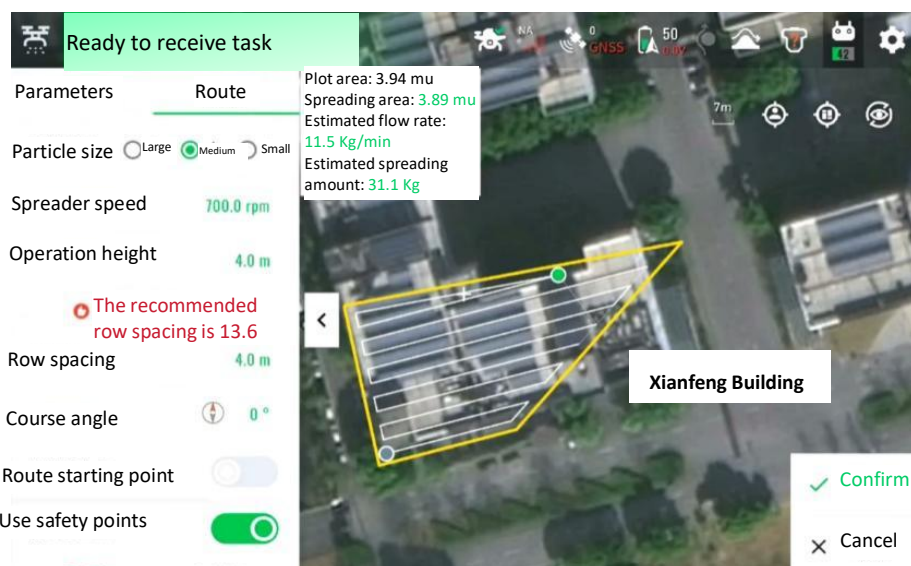 Ready to receive task
NA
0
GNSS
50
0.0V
42
Parameters
Route
Plot area: 3.94 mu
Spreading area: 3.89 mu
Estimated flow rate:
11.5 Kg/min
Estimated spreading
amount: 31.1 Kg
7m
Particle size
Large
Medium
Small
Spreader speed
700.0 rpm
Operation height
4.0 m
The recommended
row spacing is 13.6
Row spacing
4.0 m
Xianfeng Building
Course angle
0 °
Route starting point
Use safety points
Confirm
Cancel